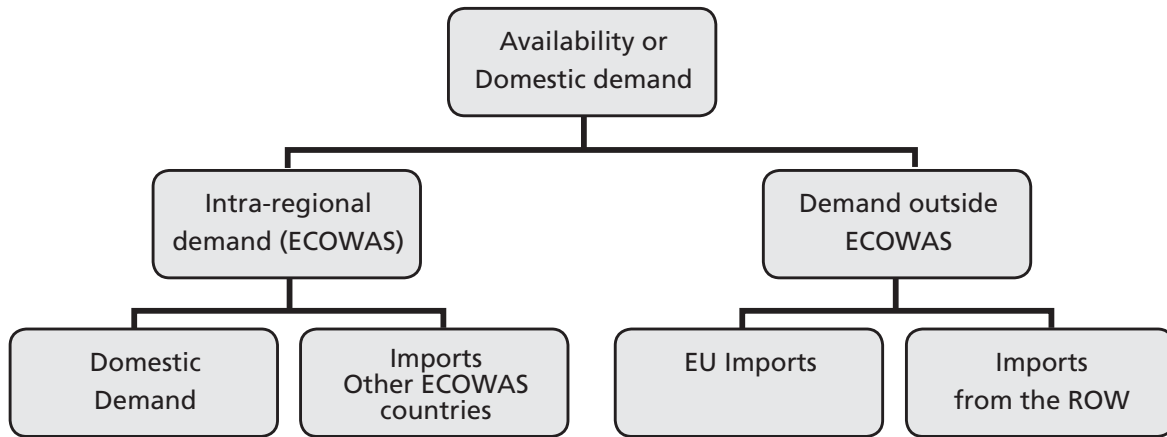 Availability or
Domestic demand
Intra-regional
demand (ECOWAS)
Demand outside
ECOWAS
Domestic
Demand
Imports
Other ECOWAS
countries
EU Imports
Imports
from the ROW